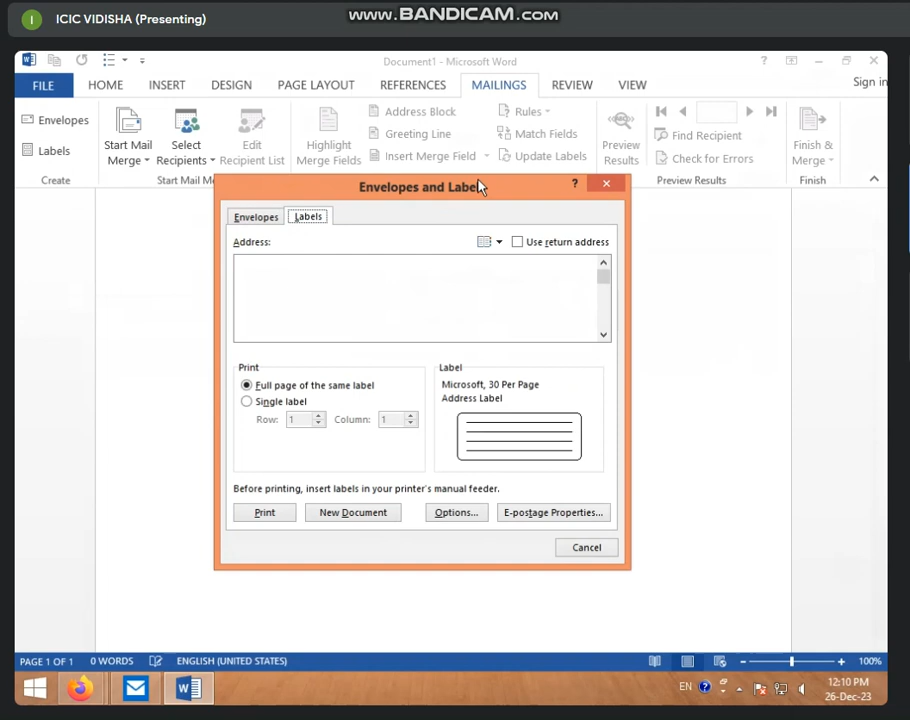 WWW.BANDICAM.COM
I ICIC VIDISHA (Presenting)
Document1 - Microsoft Word
?
FILE HOME INSERT DESIGN PAGE LAYOUT REFERENCES MAILINGS REVIEW VIEW Sign in
Envelopes
Labels
Create
Start Mail Merge
Select Recipients
Edit Recipient List
Start Mail M
Highlight Merge Fields
Address Block
Greeting Line
Insert Merge Field
Rules
Match Fields
Update Labels
Preview Results
Find Recipient
Check for Errors
Preview Results
Finish & Merge
Finish
Envelopes and Label
?
Envelopes Labels
Address: Use return address
Print
Full page of the same label
Single label
Row: 1 Column: 1
Label
Microsoft, 30 Per Page
Address Label
Before printing, insert labels in your printer's manual feeder.
Print New Document Options... E-postage Properties...
Cancel
PAGE 1 OF 1 0 WORDS ENGLISH (UNITED STATES) 100%
EN ? 12:10 PM
26-Dec-23